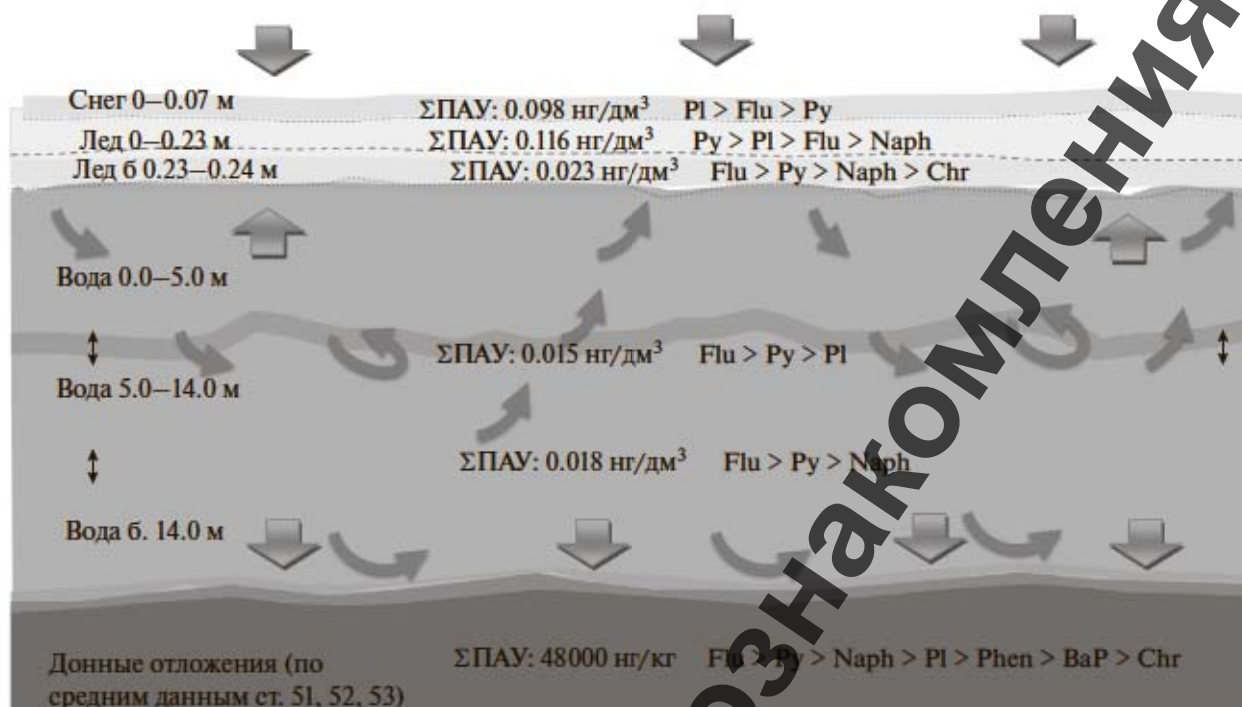 Снег 0–0.07 м ΣПАУ: 0.098 нг/дм³ Pl > Flu > Py
Лед 0–0.23 м ΣПАУ: 0.116 нг/дм³ Py > Pl > Flu > Naph
Лед б 0.23–0.24 м ΣПАУ: 0.023 нг/дм³ Flu > Py > Naph > Chr
Вода 0.0–5.0 м
ΣПАУ: 0.015 нг/дм³ Flu > Py > Pl
Вода 5.0–14.0 м
ΣПАУ: 0.018 нг/дм³ Flu > Py > Naph
Вода б. 14.0 м
Донные отложения (по ΣПАУ: 48000 нг/кг Flu > Py > Naph > Pl > Phen > BaP > Chr
средним данным ст. 51, 52, 53)
ознакомления